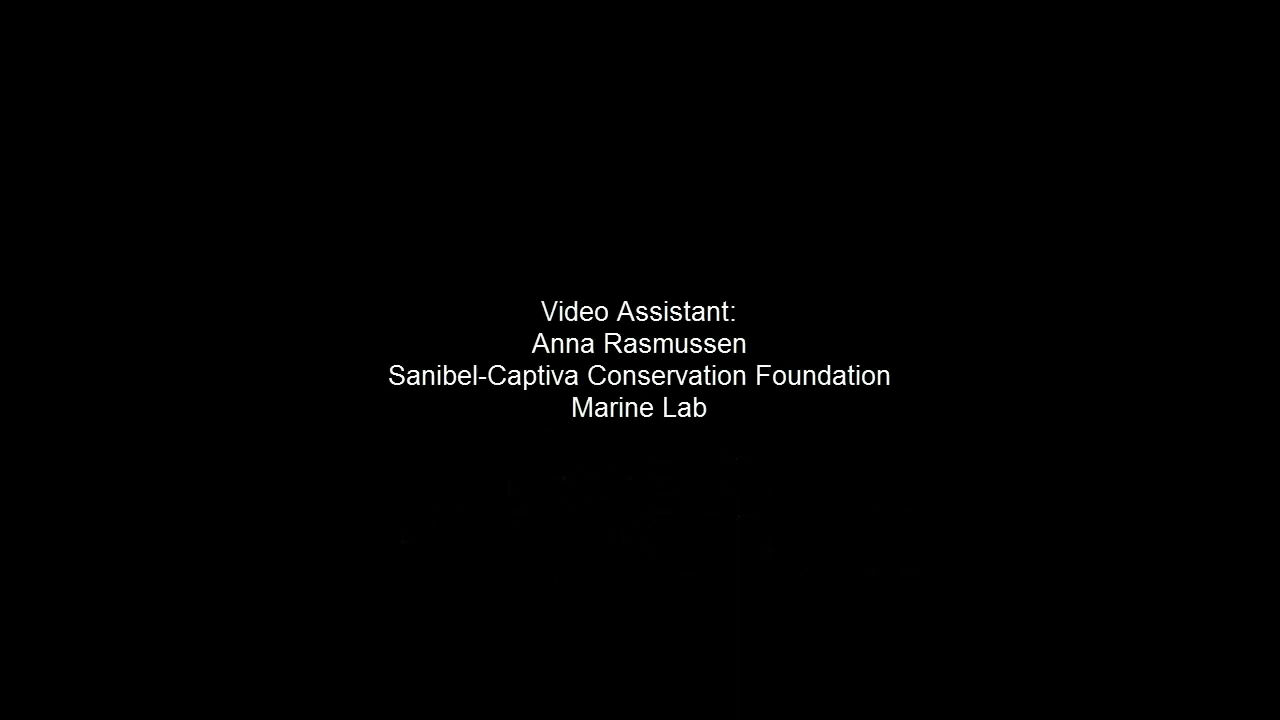 Video Assistant:
Anna Rasmussen
Sanibel-Captiva Conservation Foundation
Marine Lab